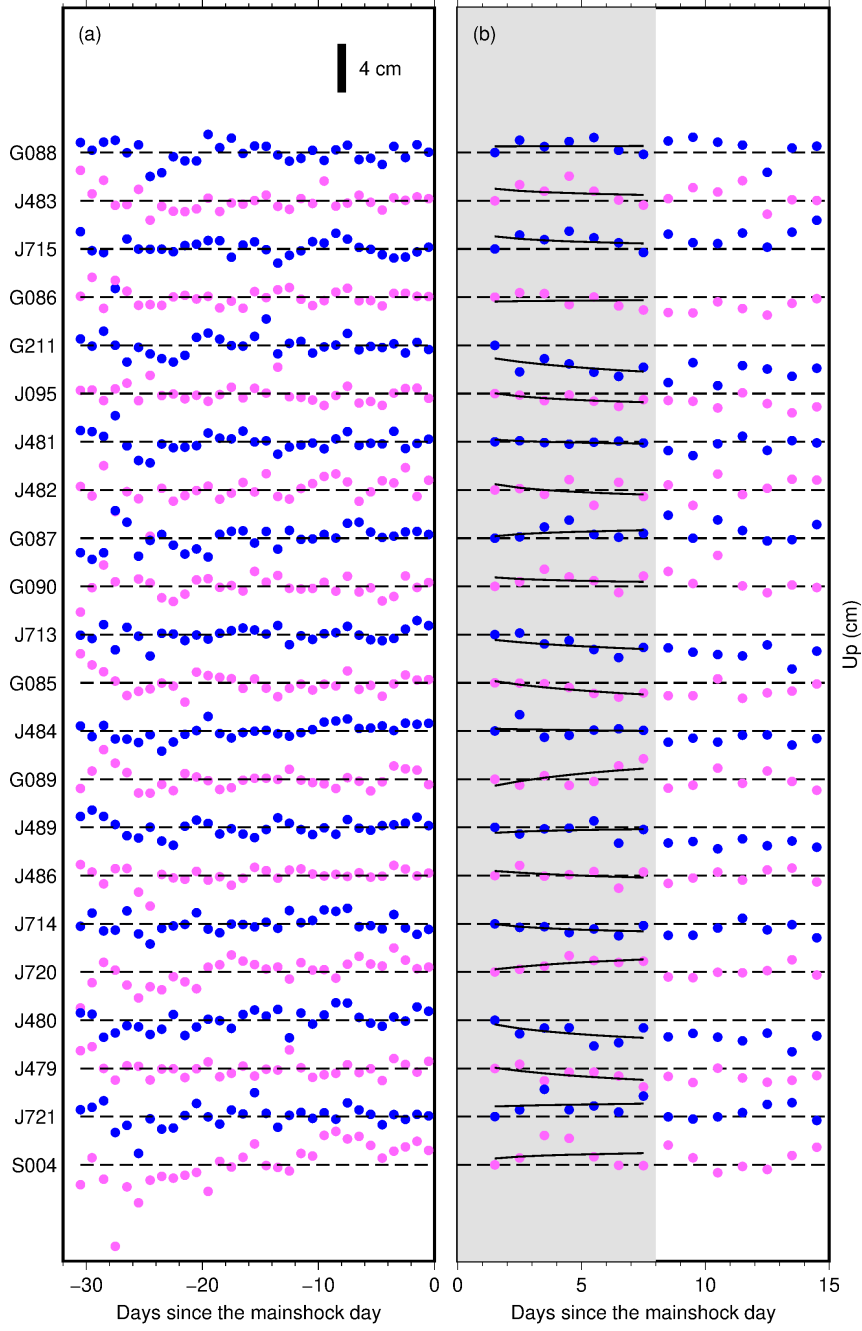 (a)
4 cm
(b)
G088
J483
J715
G086
G211
J095
J481
J482
G087
G090
J713
G085
J484
G089
J489
J486
J714
J720
J480
J479
J721
S004
Up (cm)
−30 −20 −10 0
0 5 10 15
Days since the mainshock day
Days since the mainshock day